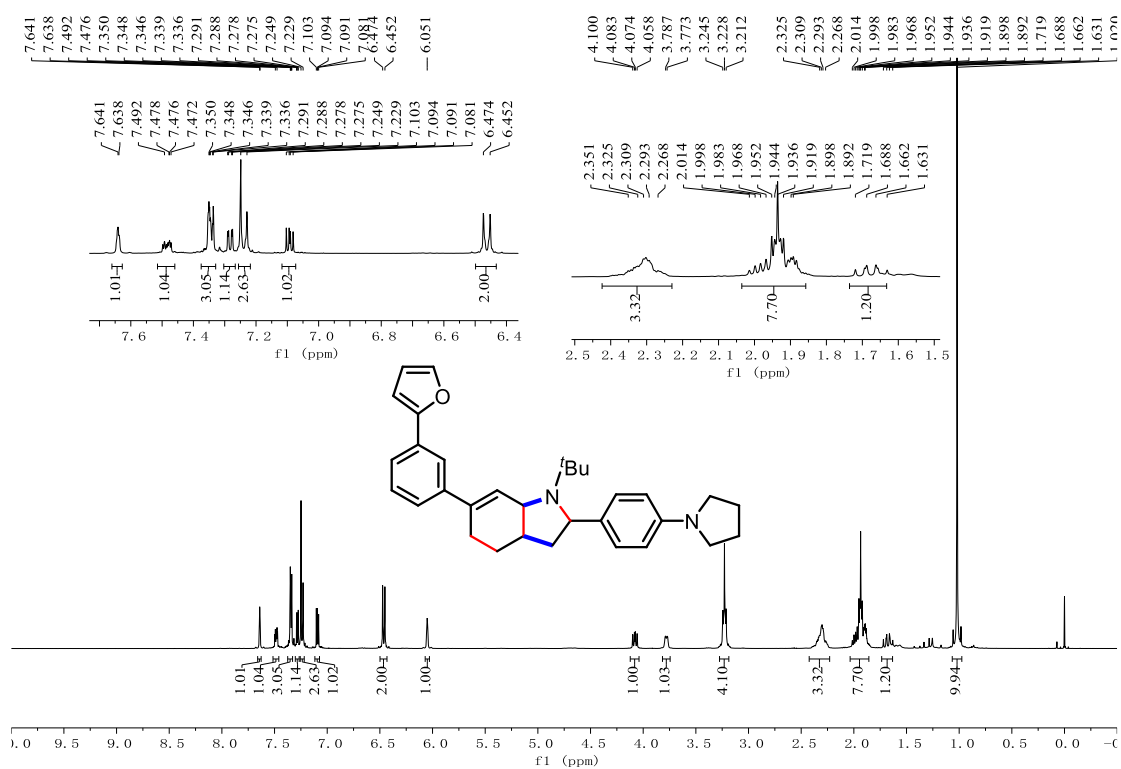 7.641 7.638 7.492 7.476 7.350 7.348 7.346 7.339 7.336 7.291 7.288 7.278 7.275 7.249 7.229 7.103 7.094 7.091 7.081 6.474 6.452 6.051
4.100 4.083 4.074 4.058 3.787 3.773 3.245 3.228 3.212
2.325 2.309 2.293 2.268 2.014 1.998 1.983 1.968 1.952 1.944 1.936 1.919 1.898 1.892 1.719 1.688 1.662 1.631
7.641 7.638 7.492 7.478 7.476 7.472 7.350 7.348 7.346 7.339 7.336 7.291 7.288 7.278 7.275 7.249 7.229 7.103 7.094 7.091 7.081 6.474 6.452
2.351 2.325 2.309 2.293 2.268 2.014 1.998 1.983 1.968 1.952 1.944 1.936 1.919 1.898 1.892 1.719 1.688 1.662 1.631
1.01 1.04 3.05 1.14 2.63 1.02 2.00
7.6 7.4 7.2 7.0 6.8 6.6 6.4
f1 (ppm)
3.32 7.70 1.20
2.5 2.4 2.3 2.2 2.1 2.0 1.9 1.8 1.7 1.6 1.5
f1 (ppm)
O
tBu
N
N
1.01 1.04 3.05 1.14 2.63 1.02 2.00 1.00 1.00 1.03 4.10 3.32 7.70 1.20 9.94
9.5 9.0 8.5 8.0 7.5 7.0 6.5 6.0 5.5 5.0 4.5 4.0 3.5 3.0 2.5 2.0 1.5 1.0 0.5 0.0
f1 (ppm)